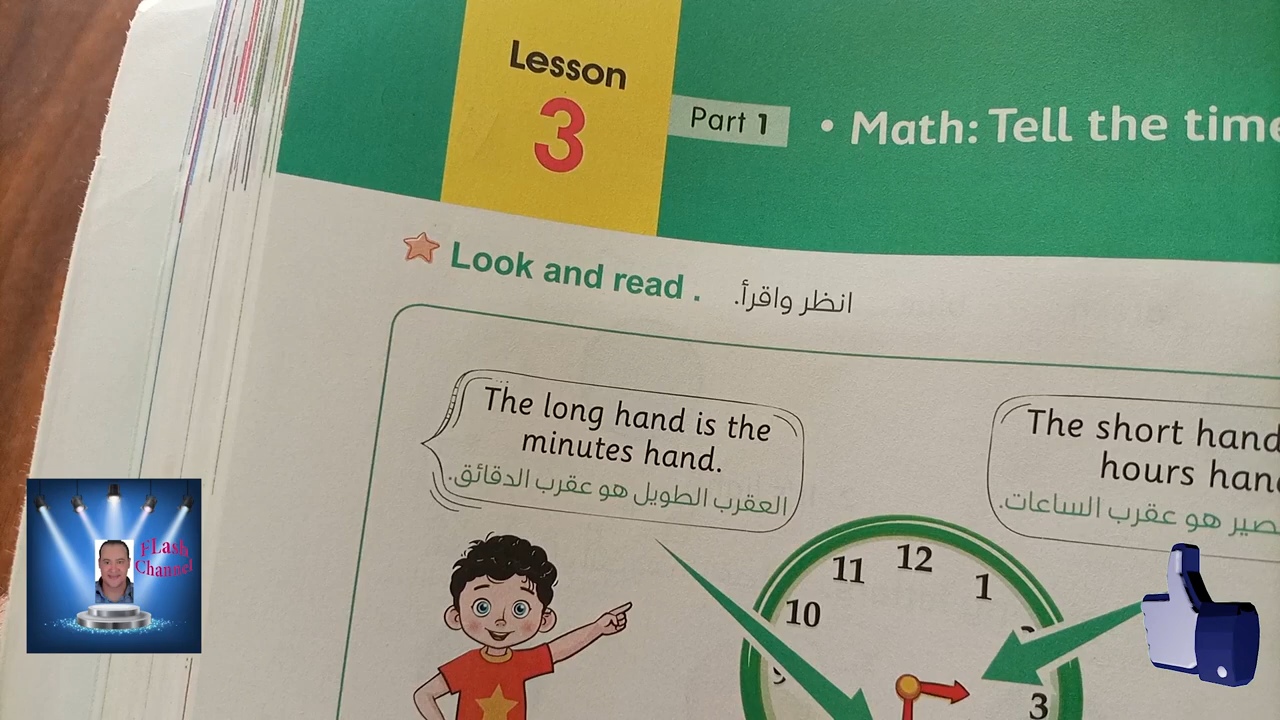 Lesson
3
Part 1
• Math: Tell the time
Look and read .
انظر واقرأ.
The long hand is the
minutes hand.
العقرب الطويل هو عقرب الدقائق.
The short hand
hours hand
هو عقرب الساعات.
11
12
1
10
3
FLash
Channel